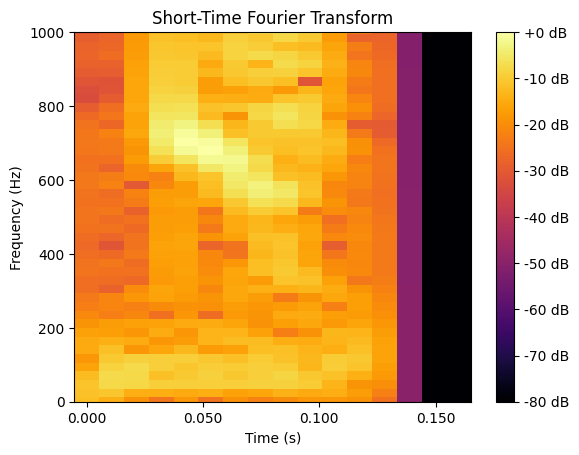 Short-Time Fourier Transform
1000
800
600
400
200
0
Frequency (Hz)
0.000
0.050
0.100
0.150
Time (s)
+0 dB
-10 dB
-20 dB
-30 dB
-40 dB
-50 dB
-60 dB
-70 dB
-80 dB